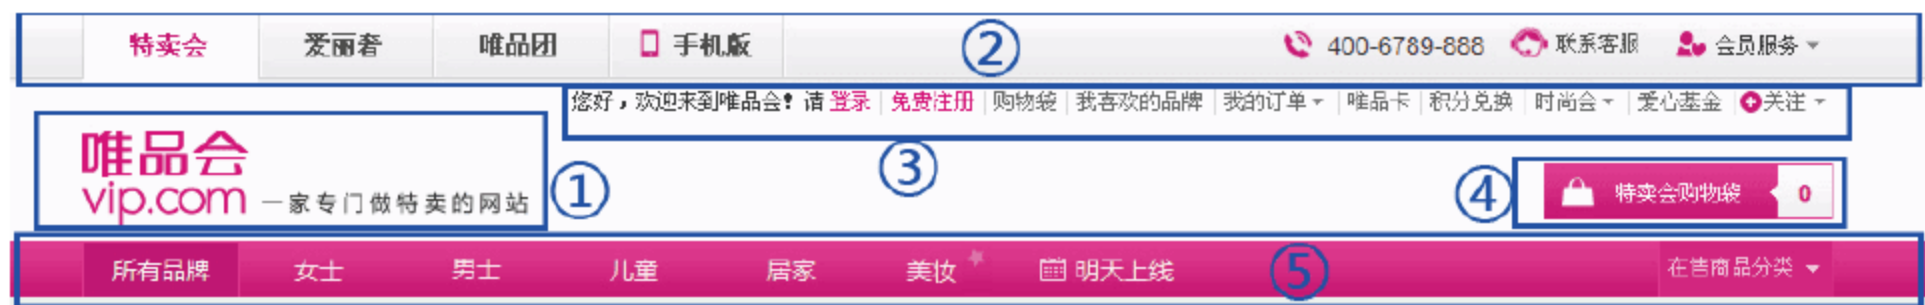 特卖会 爱丽奢 唯品团 手机版 ② 400-6789-888 联系客服 会员服务
您好，欢迎来到唯品会！请 登录 免费注册 购物袋 我喜欢的品牌 我的订单 唯品卡 积分兑换 时尚会 爱心基金 关注
唯品会
vip.com 一家专门做特卖的网站 ① ③ ④ 特卖会购物袋 0
所有品牌 女士 男士 儿童 居家 美妆 明天上线 ⑤ 在售商品分类